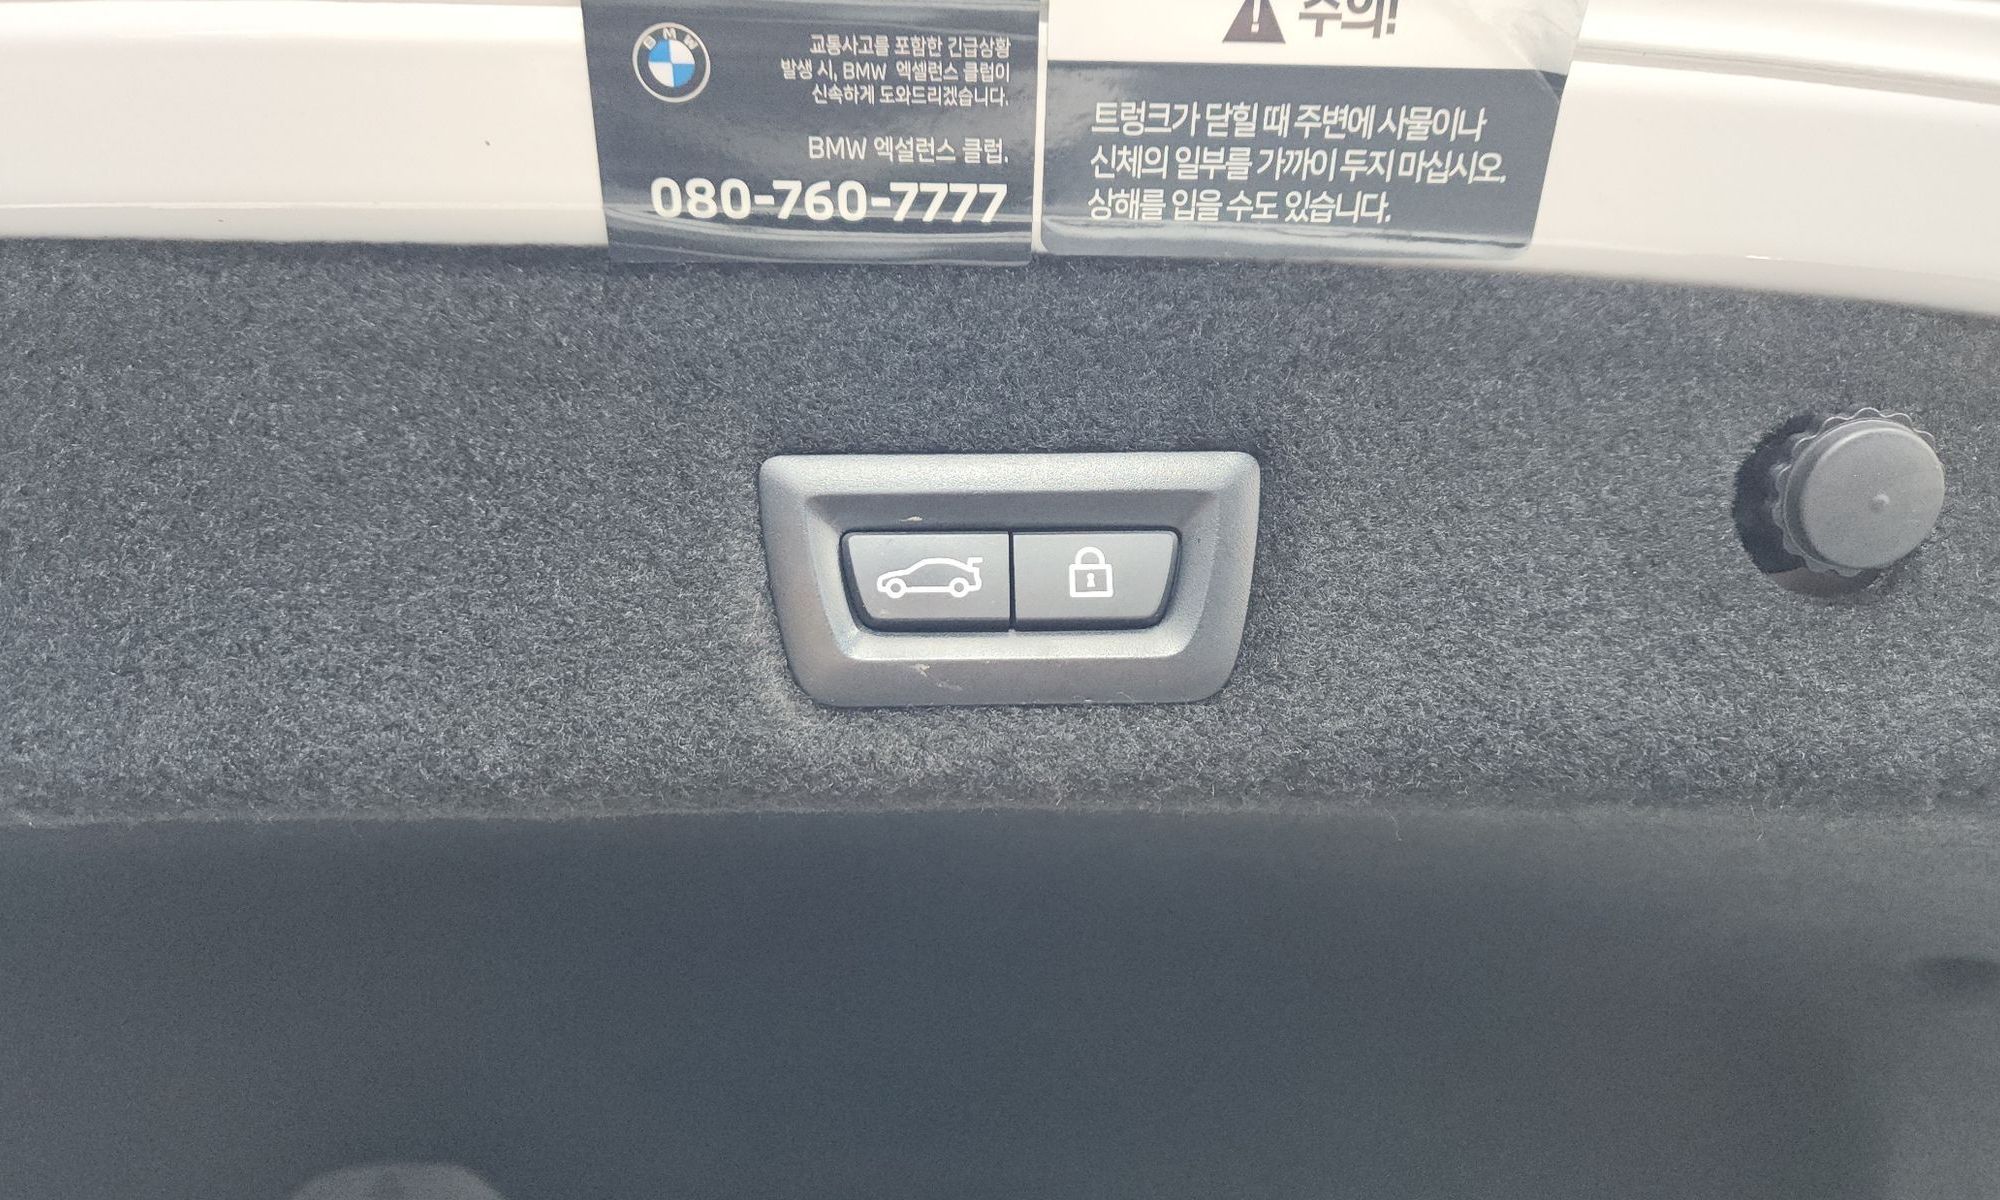 BMW
교통사고를 포함한 긴급상황
발생 시, BMW 엑셀런스 클럽이
신속하게 도와드리겠습니다.
BMW 엑설런스 클럽.
080-760-7777
주의!
트렁크가 닫힐 때 주변에 사물이나
신체의 일부를 가까이 두지 마십시오.
상해를 입을 수도 있습니다.